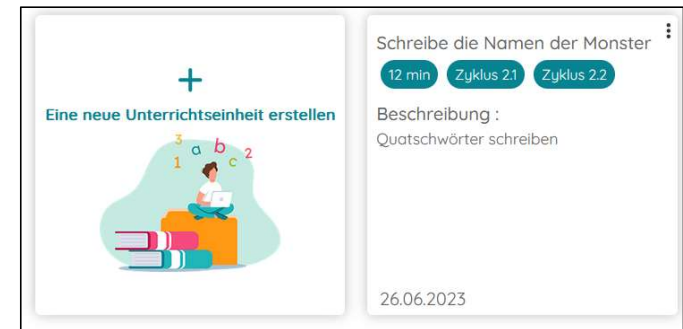 +
Eine neue Unterrichtseinheit erstellen
3 a b 2
1 c
Schreibe die Namen der Monster
12 min Zyklus 2.1 Zyklus 2.2
Beschreibung :
Quatschwörter schreiben
26.06.2023